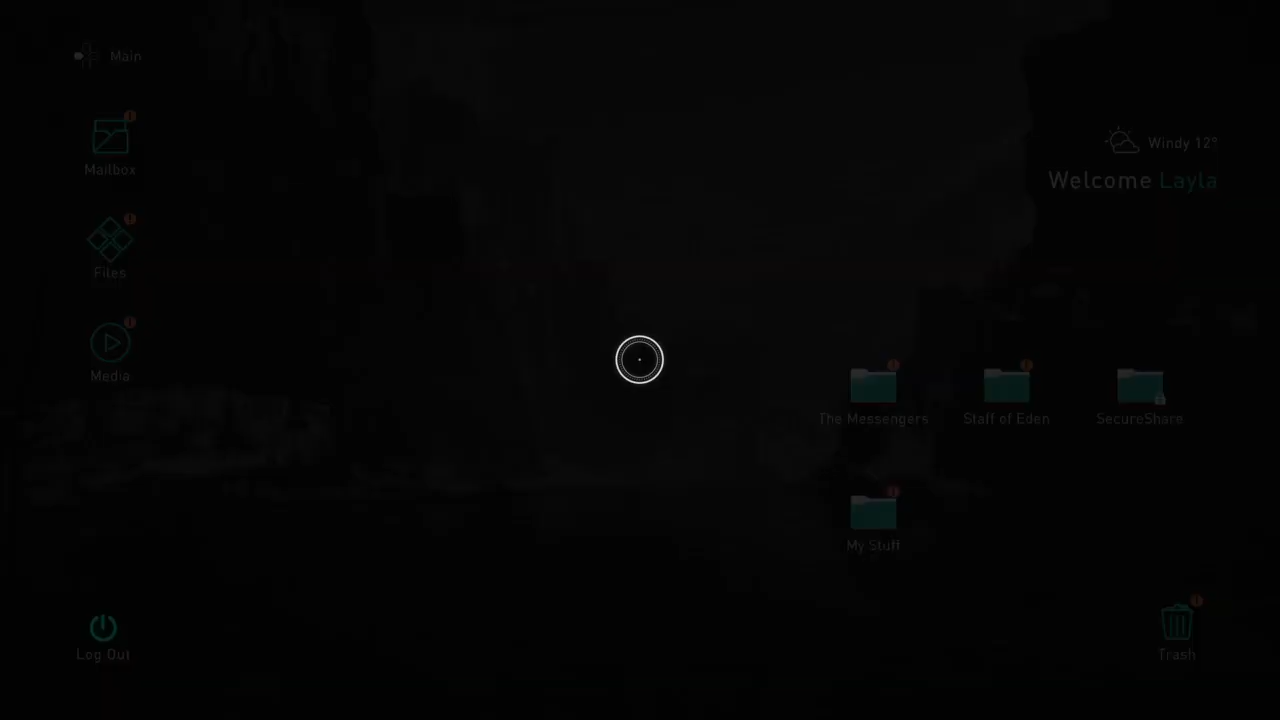 Main
Mailbox
Files
Media
Log Out
Windy 12°
Welcome Layla
The Messengers
Staff of Eden
SecureShare
My Stuff
Trash